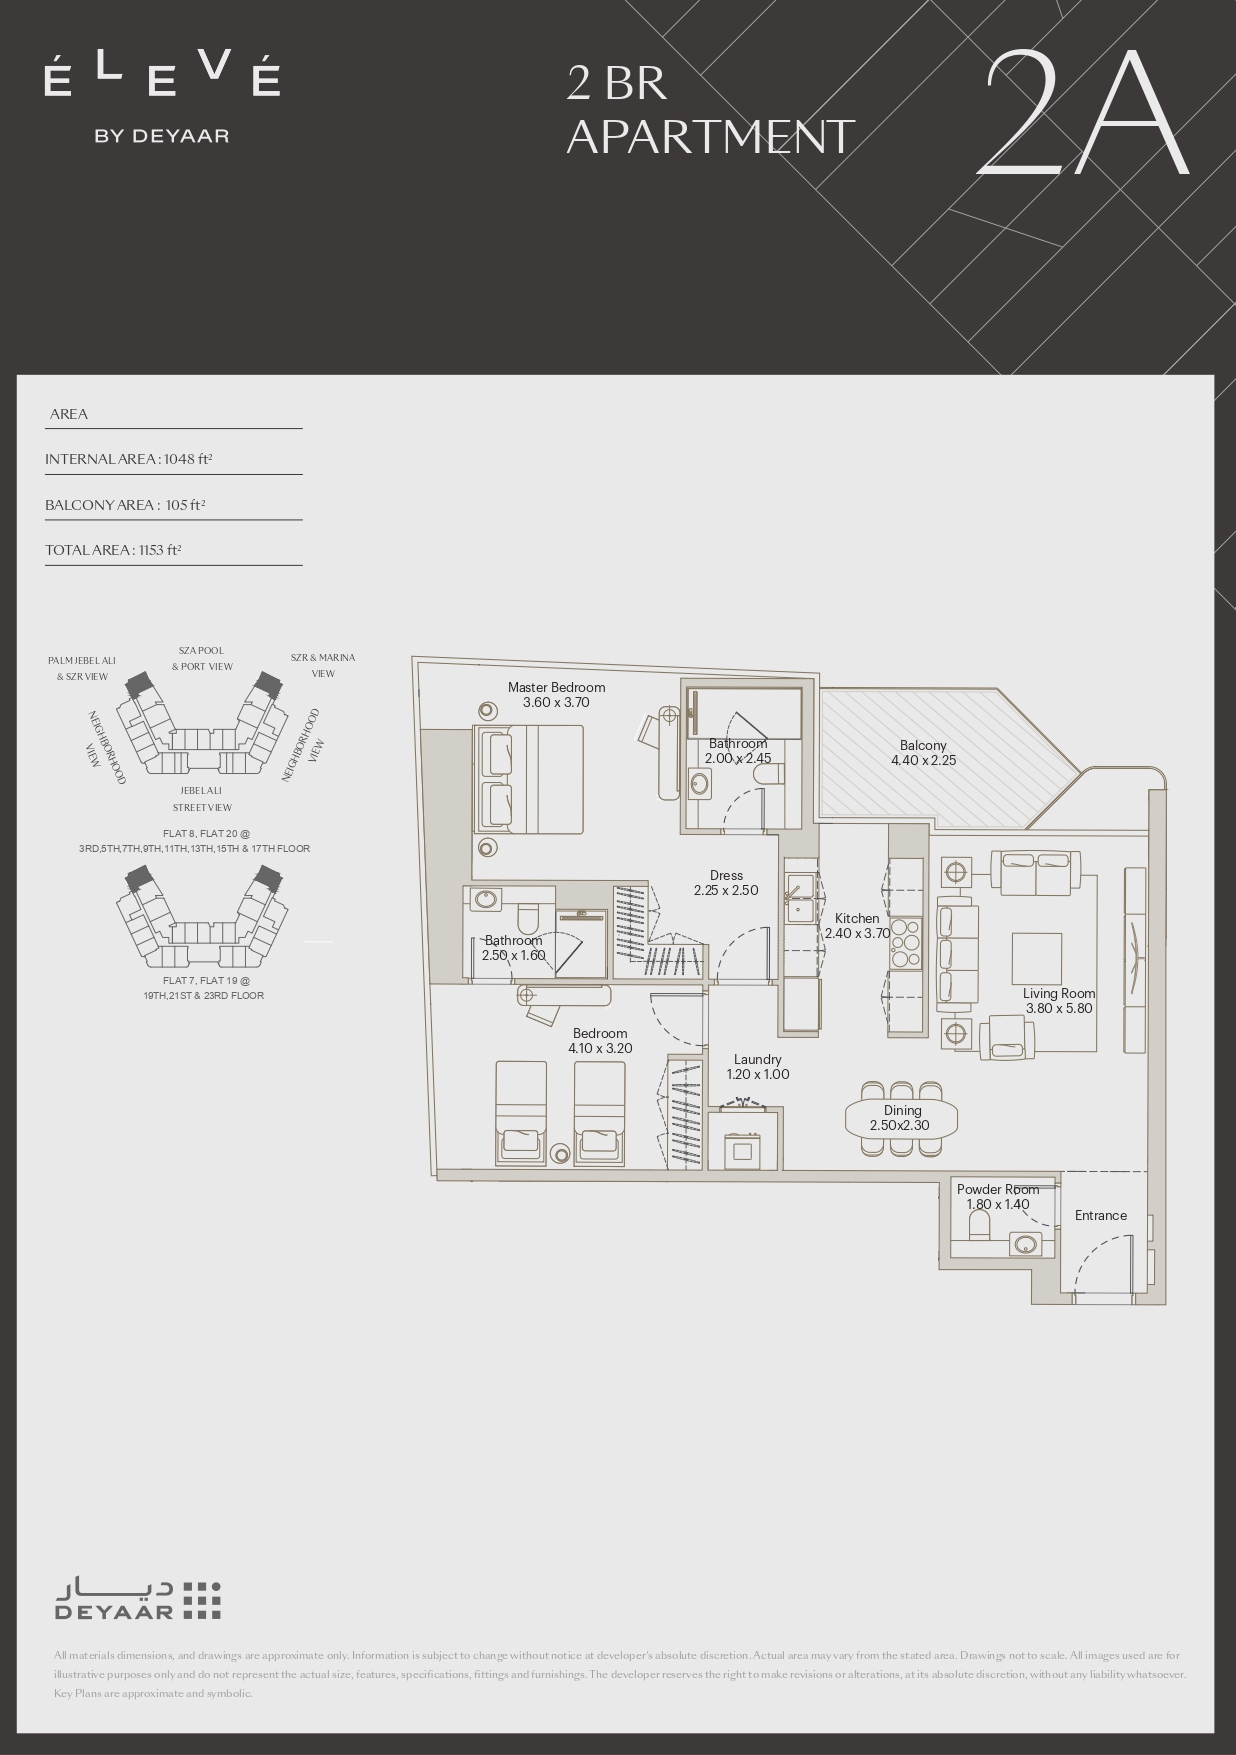 ÉLEVÉ
BY DEYAAR
2 BR
APARTMENT
2A
AREA
INTERNAL AREA : 1048 ft²
BALCONY AREA : 105 ft²
TOTAL AREA : 1153 ft²
PALM JEBEL ALI
& SZR VIEW
SZA POOL
& PORT VIEW
SZR & MARINA
VIEW
NEIGHBORHOOD
VIEW
NEIGHBORHOOD
VIEW
JEBEL ALI
STREET VIEW
FLAT 8, FLAT 20 @
3RD,5TH,7TH,9TH,11TH,13TH,15TH & 17TH FLOOR
FLAT 7, FLAT 19 @
19TH,21ST & 23RD FLOOR
Master Bedroom
3.60 x 3.70
Bathroom
2.00 x 2.45
Balcony
4.40 x 2.25
Dress
2.25 x 2.50
Kitchen
2.40 x 3.70
Bathroom
2.50 x 1.60
Living Room
3.80 x 5.80
Bedroom
4.10 x 3.20
Laundry
1.20 x 1.00
Dining
2.50x2.30
Powder Room
1.80 x 1.40
Entrance
ديار
DEYAAR
All materials dimensions, and drawings are approximate only. Information is subject to change without notice at developer's absolute discretion. Actual area may vary from the stated area. Drawings not to scale. All images used are for
illustrative purposes only and do not represent the actual size, features, specifications, fittings and furnishings. The developer reserves the right to make revisions or alterations, at its absolute discretion, without any liability whatsoever.
Key Plans are approximate and symbolic.